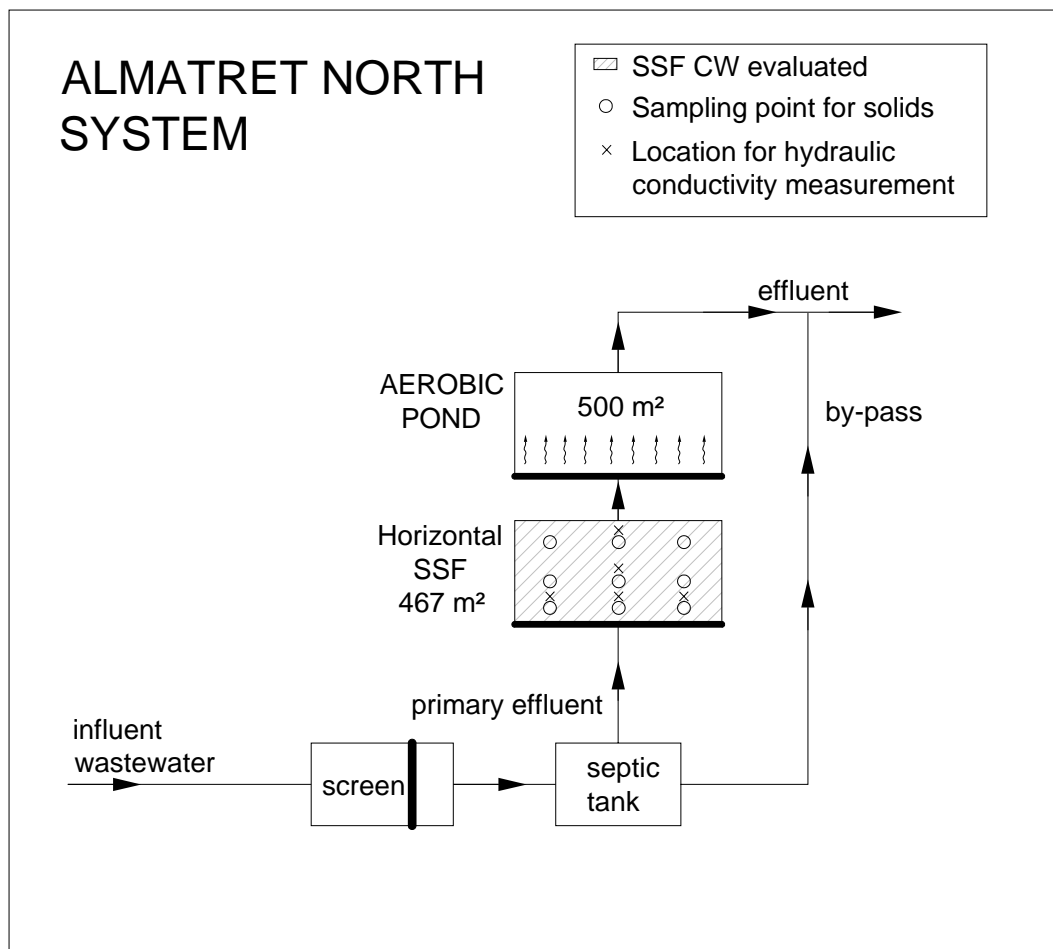 ALMATRET NORTH
SYSTEM
SSF CW evaluated
Sampling point for solids
Location for hydraulic
conductivity measurement
effluent
AEROBIC
POND
500 m²
by-pass
Horizontal
SSF
467 m²
primary effluent
influent
wastewater
screen
septic
tank